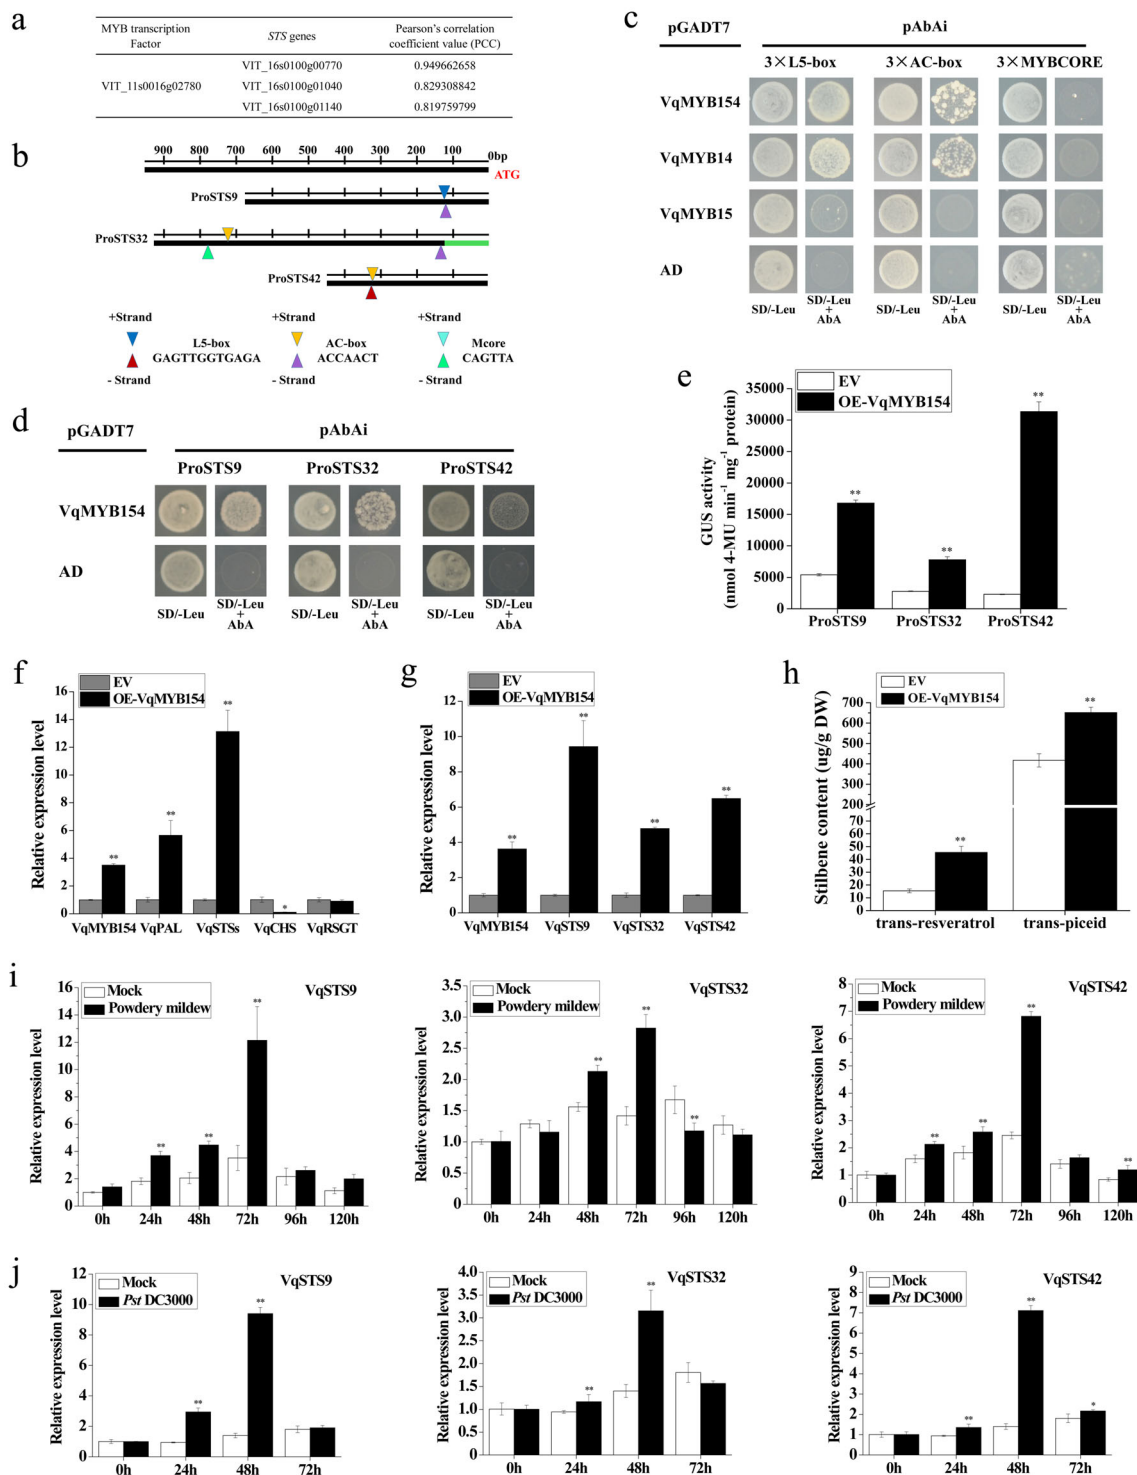 a
MYB transcription Factor
STS genes
Pearson's correlation coefficient value (PCC)
VIT_11s0016g02780
VIT_16s0100g00770 0.949662658
VIT_16s0100g01040 0.829308842
VIT_16s0100g01140 0.819759799
b
900 800 700 600 500 400 300 200 100 0bp
ATG
ProSTS9
ProSTS32
ProSTS42
+Strand +Strand +Strand
L5-box AC-box Mcore
GAGTTGGTGAGA ACCAACT CAGTTA
- Strand - Strand - Strand
c
pGADT7 pAbAi
3×L5-box 3×AC-box 3×MYBCORE
VqMYB154
VqMYB14
VqMYB15
AD
SD/-Leu SD/-Leu + AbA SD/-Leu SD/-Leu + AbA SD/-Leu SD/-Leu + AbA
d
pGADT7 pAbAi
ProSTS9 ProSTS32 ProSTS42
VqMYB154
AD
SD/-Leu SD/-Leu + AbA SD/-Leu SD/-Leu + AbA SD/-Leu SD/-Leu + AbA
e
GUS activity
(nmol 4-MU min⁻¹ mg⁻¹ protein)
35000
30000
25000
20000
15000
10000
5000
0
EV
OE-VqMYB154
** ** **
ProSTS9 ProSTS32 ProSTS42
f
Relative expression level
16
14
12
10
8
6
4
2
0
EV
OE-VqMYB154
** ** ** *
VqMYB154 VqPAL VqSTSs VqCHS VqRSGT
g
Relative expression level
12
10
8
6
4
2
0
EV
OE-VqMYB154
** ** ** **
VqMYB154 VqSTS9 VqSTS32 VqSTS42
h
Stilbene content (ug/g DW)
700
650
600
500
400
300
200
80
70
60
50
40
30
20
10
0
EV
OE-VqMYB154
** **
trans-resveratrol trans-piceid
i
Relative expression level
16
14
12
10
8
6
4
2
0
Mock
Powdery mildew
VqSTS9
** ** **
0h 24h 48h 72h 96h 120h
Relative expression level
3.5
3.0
2.5
2.0
1.5
1.0
0.5
0
Mock
Powdery mildew
VqSTS32
** ** **
0h 24h 48h 72h 96h 120h
Relative expression level
8
7
6
5
4
3
2
1
0
Mock
Powdery mildew
VqSTS42
** ** ** **
0h 24h 48h 72h 96h 120h
j
Relative expression level
12
10
8
6
4
2
0
Mock
Pst DC3000
VqSTS9
** **
0h 24h 48h 72h
Relative expression level
4.0
3.5
3.0
2.5
2.0
1.5
1.0
0.5
0
Mock
Pst DC3000
VqSTS32
** **
0h 24h 48h 72h
Relative expression level
9
8
7
6
5
4
3
2
1
0
Mock
Pst DC3000
VqSTS42
** ** *
0h 24h 48h 72h